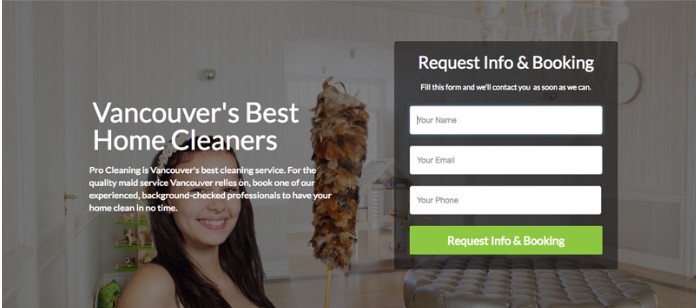 Vancouver's Best
Home Cleaners
Pro Cleaning is Vancouver's best cleaning service. For the
quality maid service Vancouver relies on, book one of our
experienced, background-checked professionals to have your
home clean in no time.
Request Info & Booking
Fill this form and we'll contact you as soon as we can.
Your Name
Your Email
Your Phone
Request Info & Booking